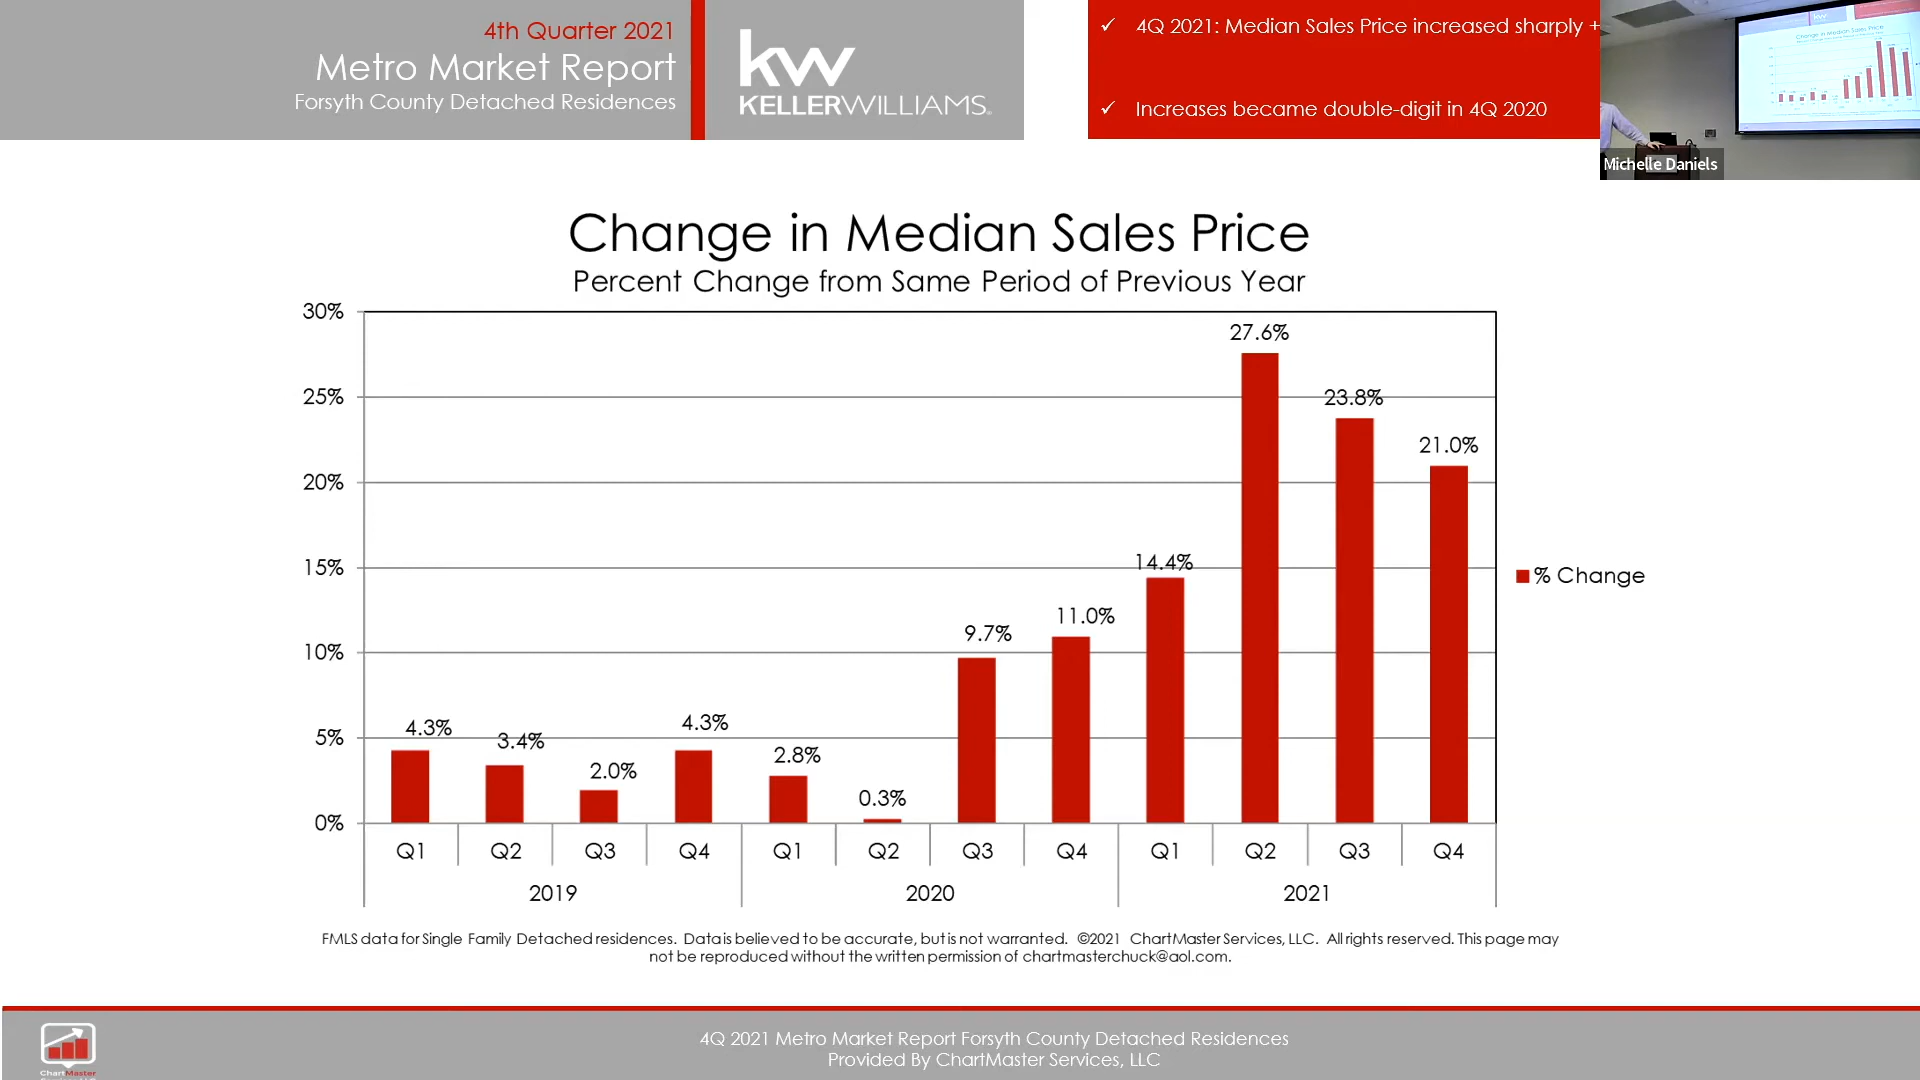 4th Quarter 2021
Metro Market Report
Forsyth County Detached Residences
kw
KELLERWILLIAMS.
✓ 4Q 2021: Median Sales Price increased sharply +
✓ Increases became double-digit in 4Q 2020
Change in Median Sales Price
Michelle Daniels
Change in Median Sales Price
Percent Change from Same Period of Previous Year
30%
25%
20%
15%
10%
5%
0%
4.3%
3.4%
2.0%
4.3%
2.8%
0.3%
9.7%
11.0%
14.4%
27.6%
23.8%
21.0%
% Change
Q1 Q2 Q3 Q4 Q1 Q2 Q3 Q4 Q1 Q2 Q3 Q4
2019 2020 2021
FMLS data for Single Family Detached residences. Data is believed to be accurate, but is not warranted. ©2021 ChartMaster Services, LLC. All rights reserved. This page may
not be reproduced without the written permission of chartmasterchuck@aol.com.
4Q 2021 Metro Market Report Forsyth County Detached Residences
Provided By ChartMaster Services, LLC
ChartMaster